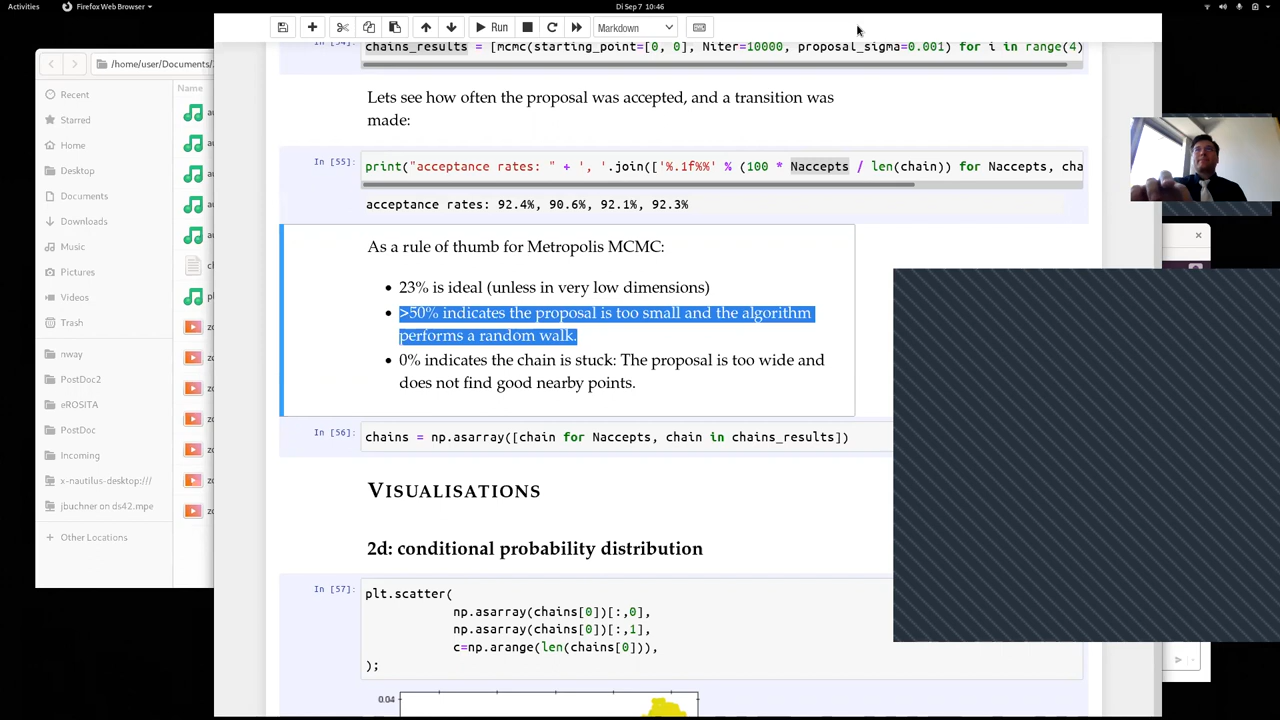 Activities
Firefox Web Browser
Di Sep 7 10:46
Run
Markdown
/home/user/Documents/
Name
Recent
Starred
Home
Desktop
Documents
Downloads
Music
Pictures
Videos
Trash
nway
PostDoc2
eROSITA
PostDoc
Incoming
x-nautilus-desktop:///
jbuchner on ds42.mpe
Other Locations
chains_results = [mcmc(starting_point=[0, 0], Niter=10000, proposal_sigma=0.001) for i in range(4)
Lets see how often the proposal was accepted, and a transition was
made:
In [55]:
print("acceptance rates: " + ', '.join(['%.1f%%' % (100 * Naccepts / len(chain)) for Naccepts, cha
acceptance rates: 92.4%, 90.6%, 92.1%, 92.3%
As a rule of thumb for Metropolis MCMC:
• 23% is ideal (unless in very low dimensions)
• >50% indicates the proposal is too small and the algorithm
performs a random walk.
• 0% indicates the chain is stuck: The proposal is too wide and
does not find good nearby points.
In [56]:
chains = np.asarray([chain for Naccepts, chain in chains_results])
VISUALISATIONS
2d: conditional probability distribution
In [57]:
plt.scatter(
np.asarray(chains[0])[:,0],
np.asarray(chains[0])[:,1],
c=np.arange(len(chains[0])),
);
0.04